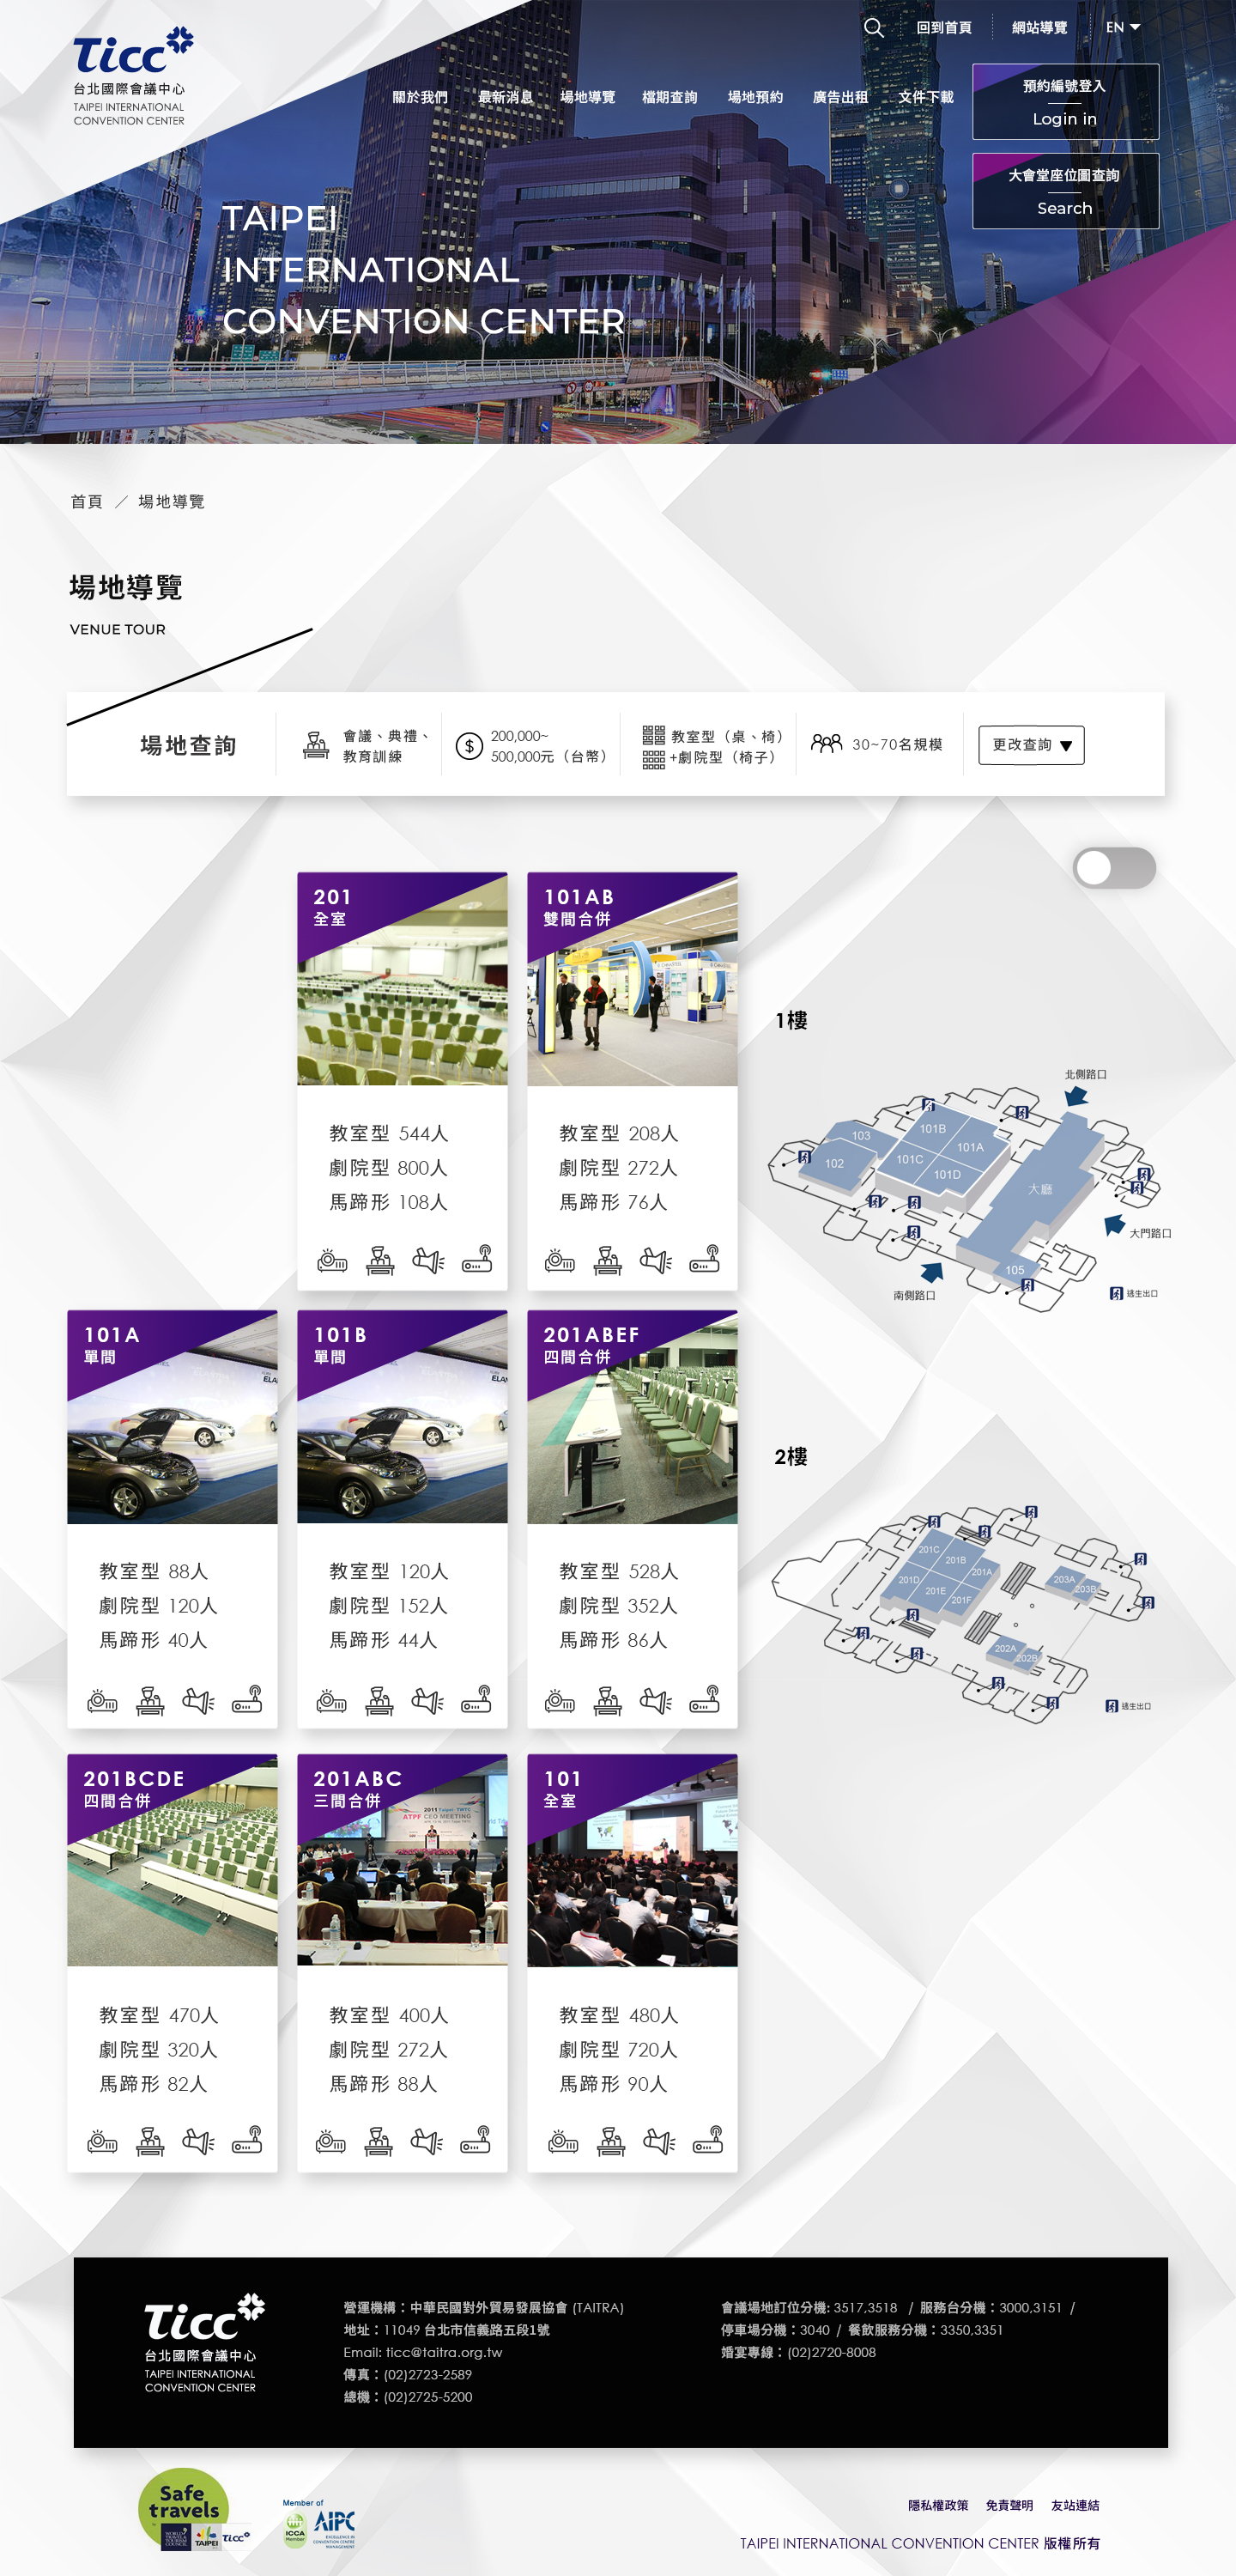 Ticc
台北國際會議中心
TAIPEI INTERNATIONAL
CONVENTION CENTER
回到首頁
網站導覽
EN
關於我們
最新消息
場地導覽
檔期查詢
場地預約
廣告出租
文件下載
預約編號登入
Login in
大會堂座位圖查詢
Search
TAIPEI
INTERNATIONAL
CONVENTION CENTER
首頁 ／ 場地導覽
場地導覽
VENUE TOUR
場地查詢
會議、典禮、
教育訓練
200,000~
500,000元（台幣）
教室型（桌、椅）
+劇院型（椅子）
30~70名規模
更改查詢
201
全室
教室型 544人
劇院型 800人
馬蹄形 108人
101AB
雙間合併
教室型 208人
劇院型 272人
馬蹄形 76人
1樓
北側路口
103
102
101B
101A
101C
101D
大廳
105
大門路口
南側路口
逃生出口
101A
單間
教室型 88人
劇院型 120人
馬蹄形 40人
101B
單間
教室型 120人
劇院型 152人
馬蹄形 44人
201ABEF
四間合併
教室型 528人
劇院型 352人
馬蹄形 86人
2樓
201C
201B
201A
201D
201E
201F
203A
203B
202A
202B
逃生出口
201BCDE
四間合併
教室型 470人
劇院型 320人
馬蹄形 82人
201ABC
三間合併
2011 Taipei TWTC
ATPF CEO MEETING
教室型 400人
劇院型 272人
馬蹄形 88人
101
全室
教室型 480人
劇院型 720人
馬蹄形 90人
Ticc
台北國際會議中心
TAIPEI INTERNATIONAL
CONVENTION CENTER
營運機構：中華民國對外貿易發展協會 (TAITRA)
地址：11049 台北市信義路五段1號
Email: ticc@taitra.org.tw
傳真：(02)2723-2589
總機：(02)2725-5200
會議場地訂位分機: 3517,3518 / 服務台分機：3000,3151 /
停車場分機：3040 / 餐飲服務分機：3350,3351
婚宴專線：(02)2720-8008
Safe
travels
WORLD TRAVEL & TOURISM COUNCIL
TAIPEI
Ticc
Member of
ICCA
Member
AIPC
EXCELLENCE IN
CONVENTION CENTRE
MANAGEMENT
隱私權政策
免責聲明
友站連結
TAIPEI INTERNATIONAL CONVENTION CENTER 版權所有